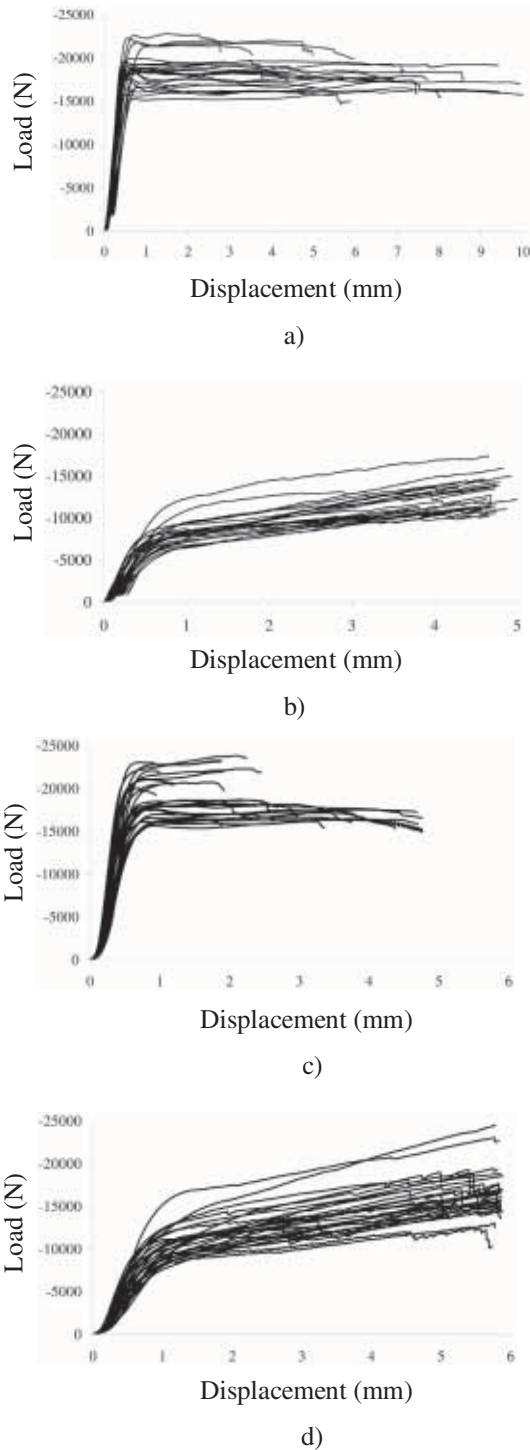 -25000
-20000
-15000
-10000
-5000
0
Load (N)
0 1 2 3 4 5 6 7 8 9 10
Displacement (mm)
a)
-25000
-20000
-15000
-10000
-5000
0
Load (N)
0 1 2 3 4 5
Displacement (mm)
b)
-25000
-20000
-15000
-10000
-5000
0
Load (N)
0 1 2 3 4 5 6
Displacement (mm)
c)
-25000
-20000
-15000
-10000
-5000
0
Load (N)
0 1 2 3 4 5 6
Displacement (mm)
d)